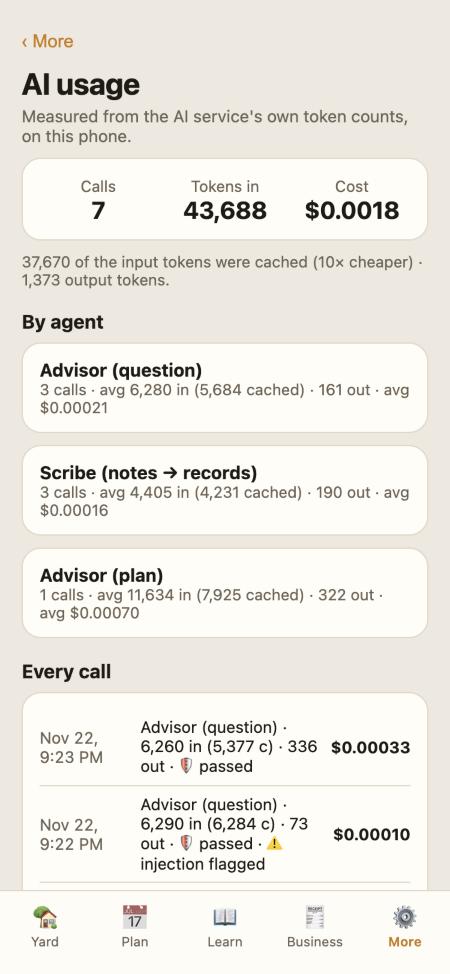 ‹ More
AI usage
Measured from the AI service's own token counts,
on this phone.
Calls
7
Tokens in
43,688
Cost
$0.0018
37,670 of the input tokens were cached (10× cheaper) ·
1,373 output tokens.
By agent
Advisor (question)
3 calls · avg 6,280 in (5,684 cached) · 161 out · avg
$0.00021
Scribe (notes → records)
3 calls · avg 4,405 in (4,231 cached) · 190 out · avg
$0.00016
Advisor (plan)
1 calls · avg 11,634 in (7,925 cached) · 322 out ·
avg $0.00070
Every call
Nov 22,
9:23 PM
Advisor (question) ·
6,260 in (5,377 c) · 336
out · 🛡️ passed
$0.00033
Nov 22,
9:22 PM
Advisor (question) ·
6,290 in (6,284 c) · 73
out · 🛡️ passed · ⚠️
injection flagged
$0.00010
17
RECEIPT
Yard
Plan
Learn
Business
More